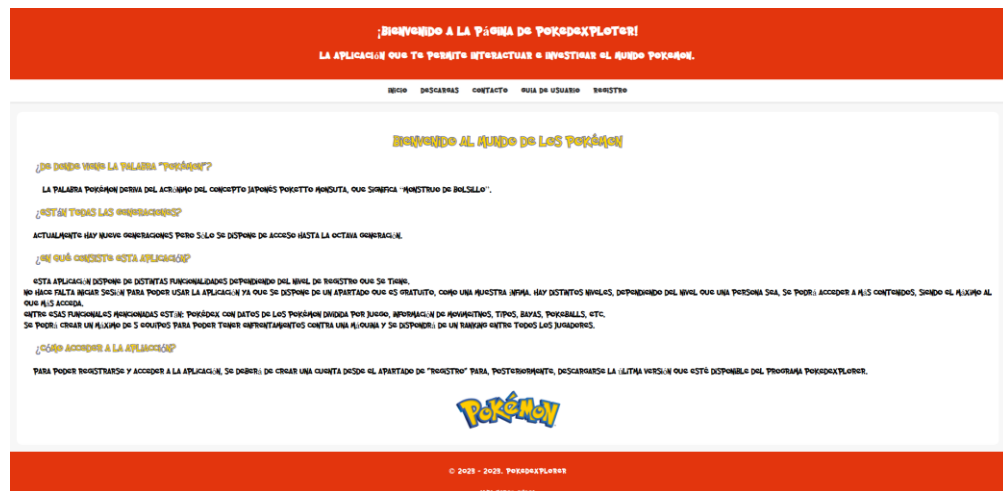 ¡BIENVENIDO A LA PÁGINA DE POKEDEXPLOTER!
LA APLICACIÓN QUE TE PERMITE INTERACTUAR E INVESTIGAR EL MUNDO POKEMON.
INICIO DESCARGAS CONTACTO GUIA DE USUARIO REGISTRO
BIENVENIDO AL MUNDO DE LOS POKÉMON
¿DE DONDE VIENE LA PALABRA "POKÉMON"?
LA PALABRA POKÉMON DERIVA DEL ACRÓNIMO DEL CONCEPTO JAPONÉS POKETTO MONSUTA, QUE SIGNIFICA "MONSTRUO DE BOLSILLO".
¿ESTÁN TODAS LAS GENERACIONES?
ACTUALMENTE HAY NUEVE GENERACIONES PERO SÓLO SE DISPONE DE ACCESO HASTA LA OCTAVA GENERACIÓN.
¿EN QUÉ CONSISTE ESTA APLICACIÓN?
ESTA APLICACIÓN DISPONE DE DISTINTAS FUNCIONALIDADES DEPENDIENDO DEL NIVEL DE REGISTRO QUE SE TIENE.
NO HACE FALTA INICIAR SESIÓN PARA PODER USAR LA APLICACIÓN YA QUE SE DISPONE DE UN APARTADO QUE ES GRATUITO, COMO UNA MUESTRA ÍNFIMA. HAY DISTINTOS NIVELES, DEPENDIENDO DEL NIVEL QUE UNA PERSONA SEA, SE PODRÁ ACCEDER A MÁS CONTENIDOS, SIENDO EL MÁXIMO AL
QUE MÁS ACCEDA.
ENTRE ESAS FUNCIONALES MENCIONADAS ESTÁN: POKÉDEX CON DATOS DE LOS POKÉMON DIVIDIDA POR JUEGO, INFORMACIÓN DE MOVIMEITNOS, TIPOS, BAYAS, POKEBALLS, ETC.
SE PODRÁ CREAR UN MÁXIMO DE 5 EQUIPOS PARA PODER TENER ENFRENTAMIENTOS CONTRA UNA MÁQUINA Y SE DISPONDRÁ DE UN RANKING ENTRE TODOS LOS JUGADORES.
¿CÓMO ACCEDER A LA APLIACCIÓN?
PARA PODER REGISTRARSE Y ACCEDER A LA APLICACIÓN, SE DEBERÁ DE CREAR UNA CUENTA DESDE EL APARTADO DE "REGISTRO" PARA, POSTERIORMENTE, DESCARGARSE LA ÚLITMA VERSIÓN QUE ESTÉ DISPONIBLE DEL PROGRAMA POKEDEXPLORER.
POKÉMON
© 2023 - 2023. POKEDEXPLORER